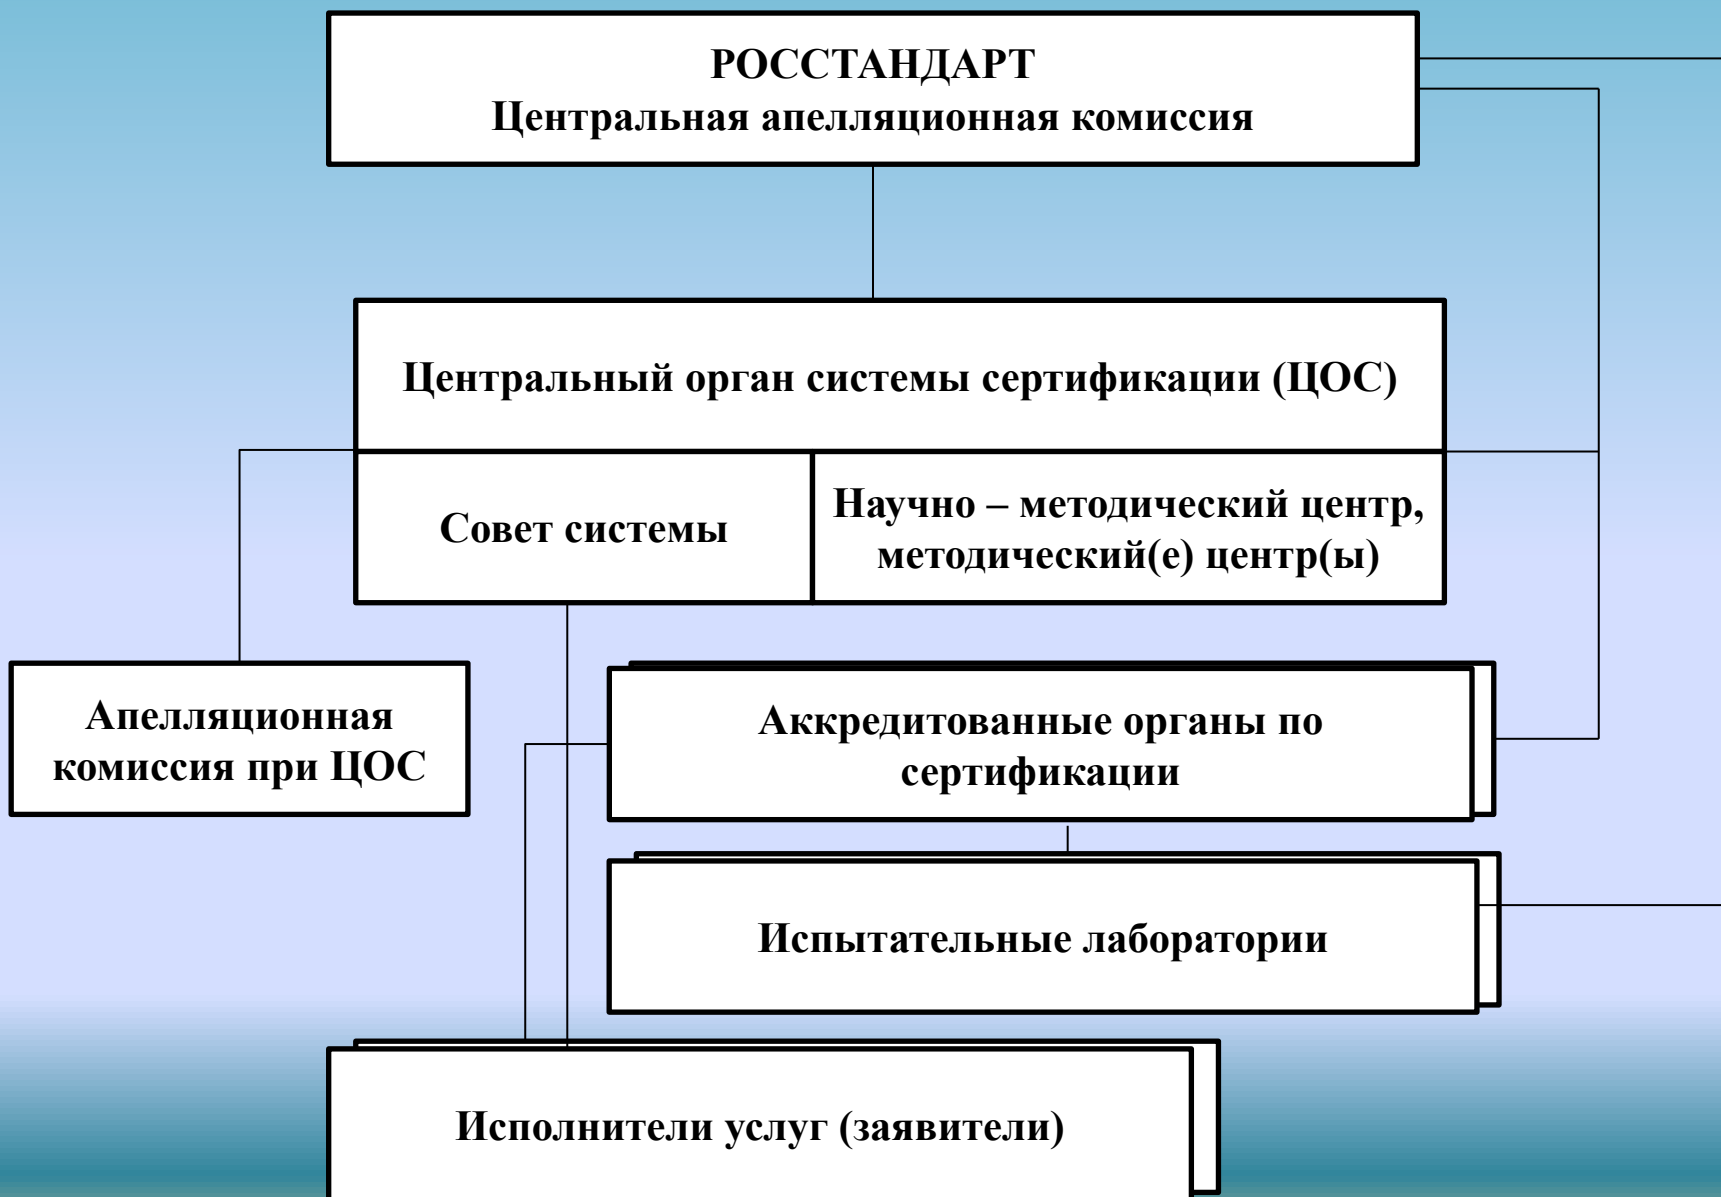 РОССТАНДАРТ
Центральная апелляционная комиссия
Центральный орган системы сертификации (ЦОС)
Совет системы
Научно – методический центр,
методический(е) центр(ы)
Апелляционная
комиссия при ЦОС
Аккредитованные органы по
сертификации
Испытательные лаборатории
Исполнители услуг (заявители)